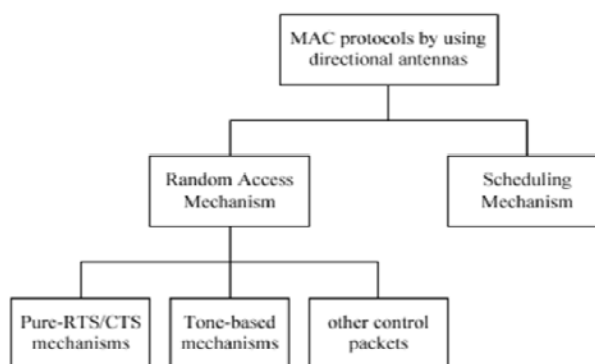 MAC protocols by using
directional antennas
Random Access
Mechanism
Scheduling
Mechanism
Pure-RTS/CTS
mechanisms
Tone-based
mechanisms
other control
packets